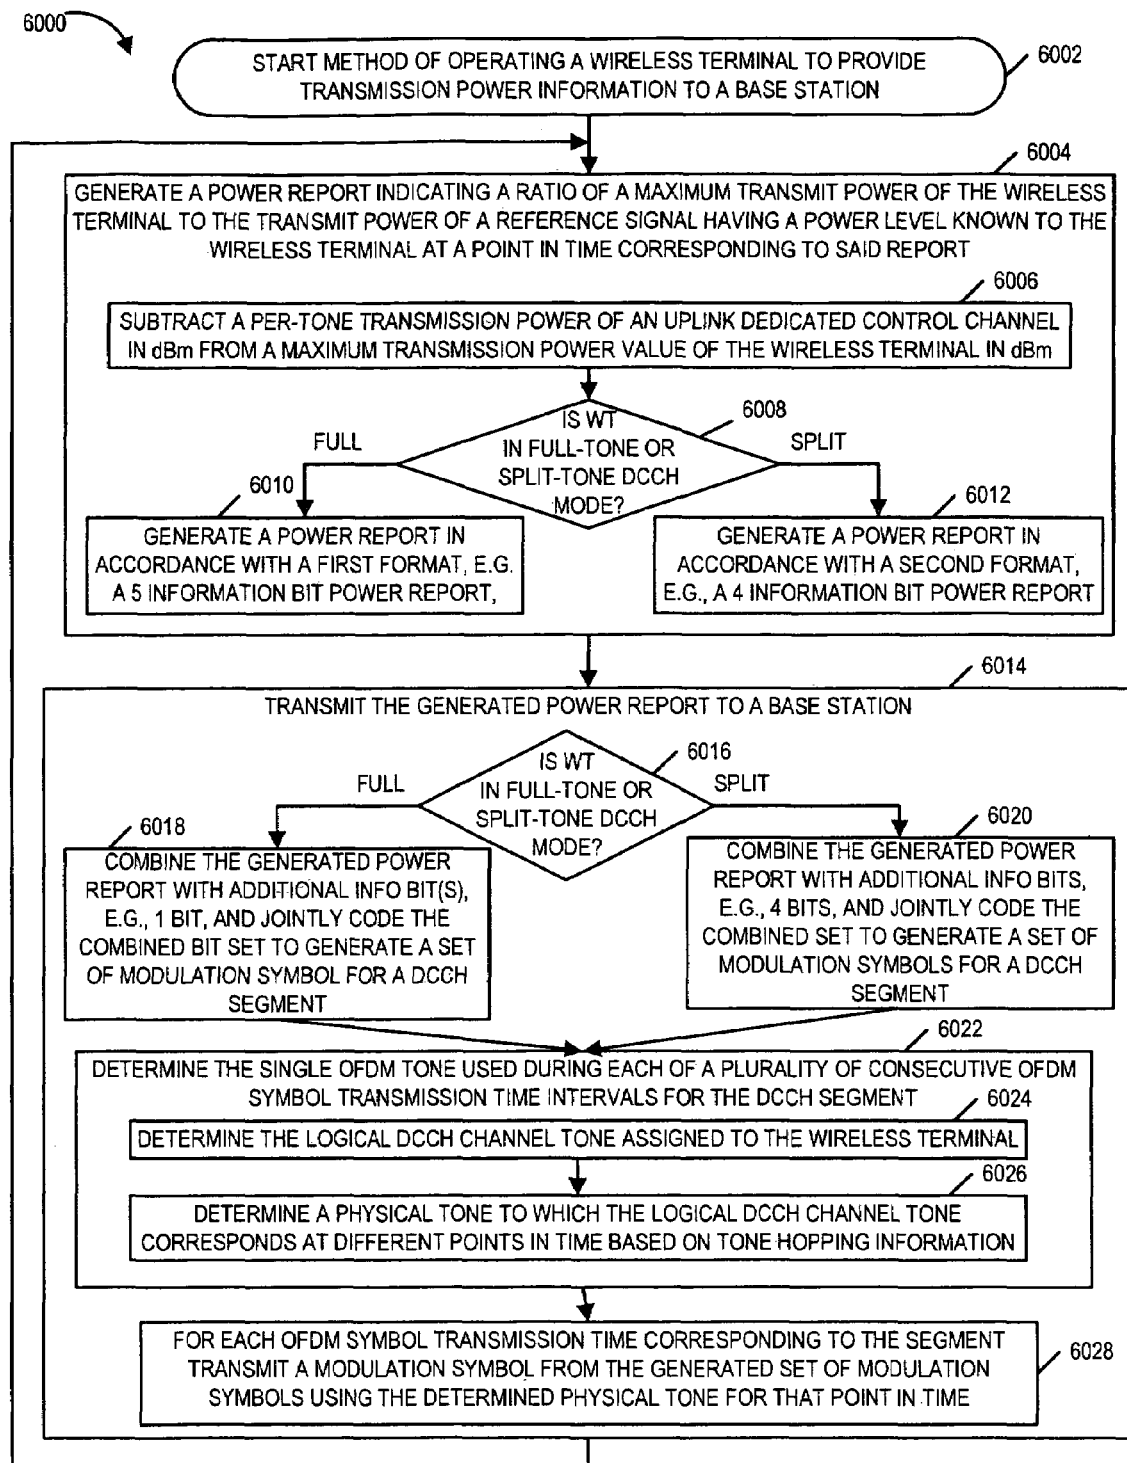 6000
START METHOD OF OPERATING A WIRELESS TERMINAL TO PROVIDE
TRANSMISSION POWER INFORMATION TO A BASE STATION
6002
6004
GENERATE A POWER REPORT INDICATING A RATIO OF A MAXIMUM TRANSMIT POWER OF THE WIRELESS
TERMINAL TO THE TRANSMIT POWER OF A REFERENCE SIGNAL HAVING A POWER LEVEL KNOWN TO THE
WIRELESS TERMINAL AT A POINT IN TIME CORRESPONDING TO SAID REPORT
6006
SUBTRACT A PER-TONE TRANSMISSION POWER OF AN UPLINK DEDICATED CONTROL CHANNEL
IN dBm FROM A MAXIMUM TRANSMISSION POWER VALUE OF THE WIRELESS TERMINAL IN dBm
6008
IS WT
IN FULL-TONE OR
SPLIT-TONE DCCH
MODE?
FULL
SPLIT
6010
GENERATE A POWER REPORT IN
ACCORDANCE WITH A FIRST FORMAT, E.G.
A 5 INFORMATION BIT POWER REPORT,
6012
GENERATE A POWER REPORT IN
ACCORDANCE WITH A SECOND FORMAT,
E.G., A 4 INFORMATION BIT POWER REPORT
6014
TRANSMIT THE GENERATED POWER REPORT TO A BASE STATION
6016
IS WT
IN FULL-TONE OR
SPLIT-TONE DCCH
MODE?
FULL
SPLIT
6018
COMBINE THE GENERATED POWER
REPORT WITH ADDITIONAL INFO BIT(S),
E.G., 1 BIT, AND JOINTLY CODE THE
COMBINED BIT SET TO GENERATE A SET
OF MODULATION SYMBOL FOR A DCCH
SEGMENT
6020
COMBINE THE GENERATED POWER
REPORT WITH ADDITIONAL INFO BITS,
E.G., 4 BITS, AND JOINTLY CODE THE
COMBINED SET TO GENERATE A SET OF
MODULATION SYMBOLS FOR A DCCH
SEGMENT
6022
DETERMINE THE SINGLE OFDM TONE USED DURING EACH OF A PLURALITY OF CONSECUTIVE OFDM
SYMBOL TRANSMISSION TIME INTERVALS FOR THE DCCH SEGMENT
6024
DETERMINE THE LOGICAL DCCH CHANNEL TONE ASSIGNED TO THE WIRELESS TERMINAL
6026
DETERMINE A PHYSICAL TONE TO WHICH THE LOGICAL DCCH CHANNEL TONE
CORRESPONDS AT DIFFERENT POINTS IN TIME BASED ON TONE HOPPING INFORMATION
FOR EACH OFDM SYMBOL TRANSMISSION TIME CORRESPONDING TO THE SEGMENT
TRANSMIT A MODULATION SYMBOL FROM THE GENERATED SET OF MODULATION
SYMBOLS USING THE DETERMINED PHYSICAL TONE FOR THAT POINT IN TIME
6028